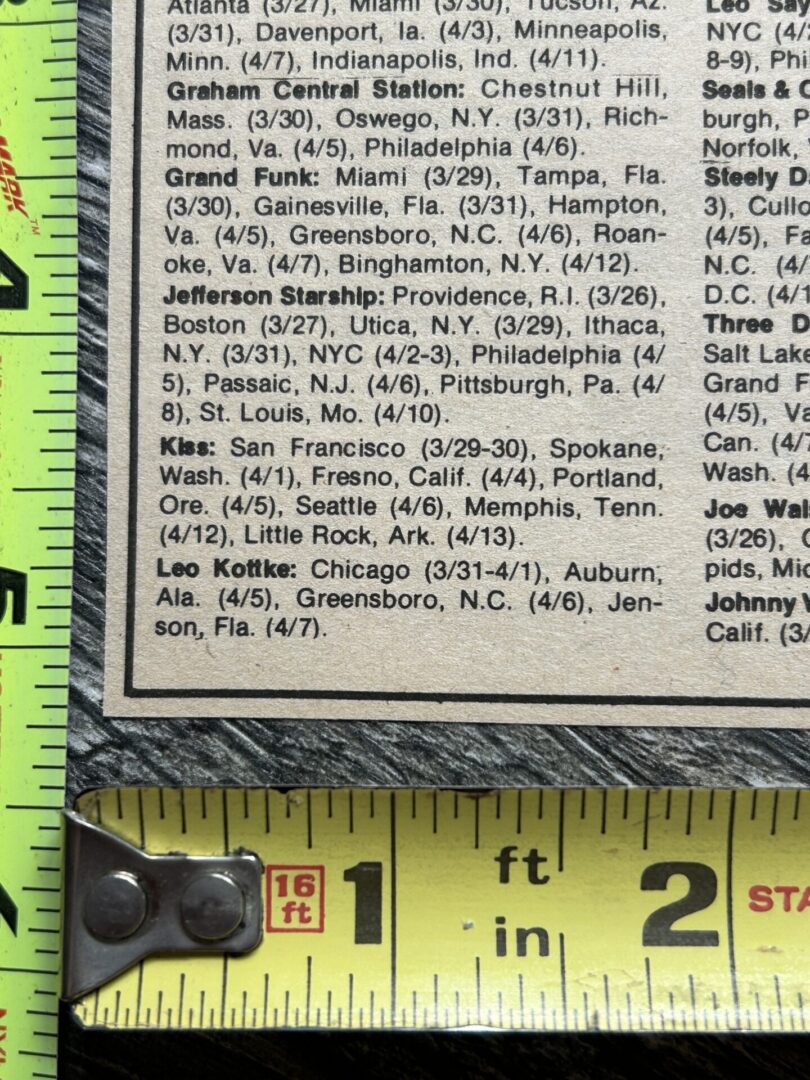 Atlanta (3/27), Miami (3/30), Tucson, Az.
(3/31), Davenport, Ia. (4/3), Minneapolis,
Minn. (4/7), Indianapolis, Ind. (4/11).
Graham Central Station: Chestnut Hill,
Mass. (3/30), Oswego, N.Y. (3/31), Rich-
mond, Va. (4/5), Philadelphia (4/6).
Grand Funk: Miami (3/29), Tampa, Fla.
(3/30), Gainesville, Fla. (3/31), Hampton,
Va. (4/5), Greensboro, N.C. (4/6), Roan-
oke, Va. (4/7), Binghamton, N.Y. (4/12).
Jefferson Starship: Providence, R.I. (3/26),
Boston (3/27), Utica, N.Y. (3/29), Ithaca,
N.Y. (3/31), NYC (4/2-3), Philadelphia (4/
5), Passaic, N.J. (4/6), Pittsburgh, Pa. (4/
8), St. Louis, Mo. (4/10).
Kiss: San Francisco (3/29-30), Spokane,
Wash. (4/1), Fresno, Calif. (4/4), Portland,
Ore. (4/5), Seattle (4/6), Memphis, Tenn.
(4/12), Little Rock, Ark. (4/13).
Leo Kottke: Chicago (3/31-4/1), Auburn,
Ala. (4/5), Greensboro, N.C. (4/6), Jen-
son, Fla. (4/7).
Leo Say
NYC (4/
8-9), Phi
Seals & C
burgh, P
Norfolk,
Steely D
3), Cullo
(4/5), Fa
N.C. (4/
D.C. (4/1
Three D
Salt Lake
Grand F
(4/5), Va
Can. (4/7
Wash. (4
Joe Wals
(3/26), C
pids, Mic
Johnny
Calif. (3/
4
5
16
ft
1
ft
in
2
STA